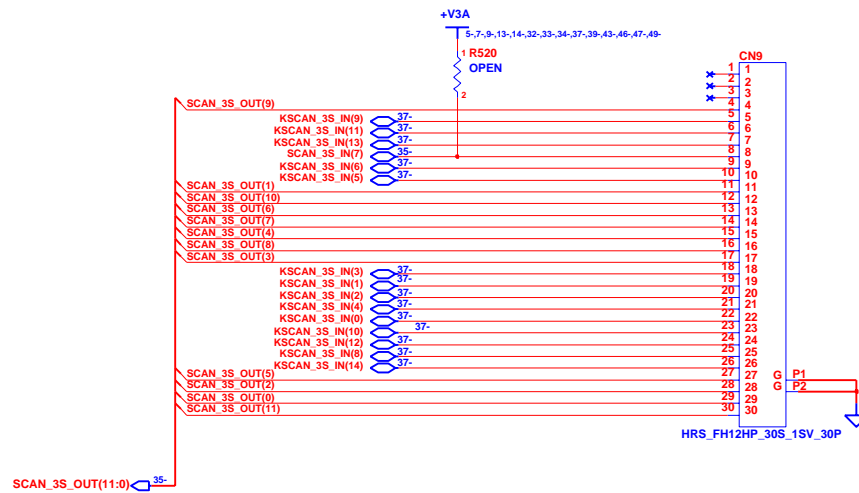 +V3A
5-,7-,9-,13-,14-,32-,33-,34-,37-,39-,43-,46-,47-,49-
1 R520
OPEN
2
CN9
1 1
2 2
3 3
SCAN_3S_OUT(9) 4 4
KSCAN_3S_IN(9) 37- 5 5
KSCAN_3S_IN(11) 37- 6 6
KSCAN_3S_IN(13) 37- 7 7
SCAN_3S_IN(7) 35- 8 8
KSCAN_3S_IN(6) 37- 9 9
KSCAN_3S_IN(5) 37- 10 10
SCAN_3S_OUT(1) 11 11
SCAN_3S_OUT(10) 12 12
SCAN_3S_OUT(6) 13 13
SCAN_3S_OUT(7) 14 14
SCAN_3S_OUT(4) 15 15
SCAN_3S_OUT(8) 16 16
SCAN_3S_OUT(3) 17 17
KSCAN_3S_IN(3) 37- 18 18
KSCAN_3S_IN(1) 37- 19 19
KSCAN_3S_IN(2) 37- 20 20
KSCAN_3S_IN(4) 37- 21 21
KSCAN_3S_IN(0) 37- 22 22
KSCAN_3S_IN(10) 37- 23 23
KSCAN_3S_IN(12) 37- 24 24
KSCAN_3S_IN(8) 37- 25 25
KSCAN_3S_IN(14) 37- 26 26
SCAN_3S_OUT(5) 27 27 G P1
SCAN_3S_OUT(2) 28 28 G P2
SCAN_3S_OUT(0) 29 29
SCAN_3S_OUT(11) 30 30
HRS_FH12HP_30S_1SV_30P
SCAN_3S_OUT(11:0) 35-